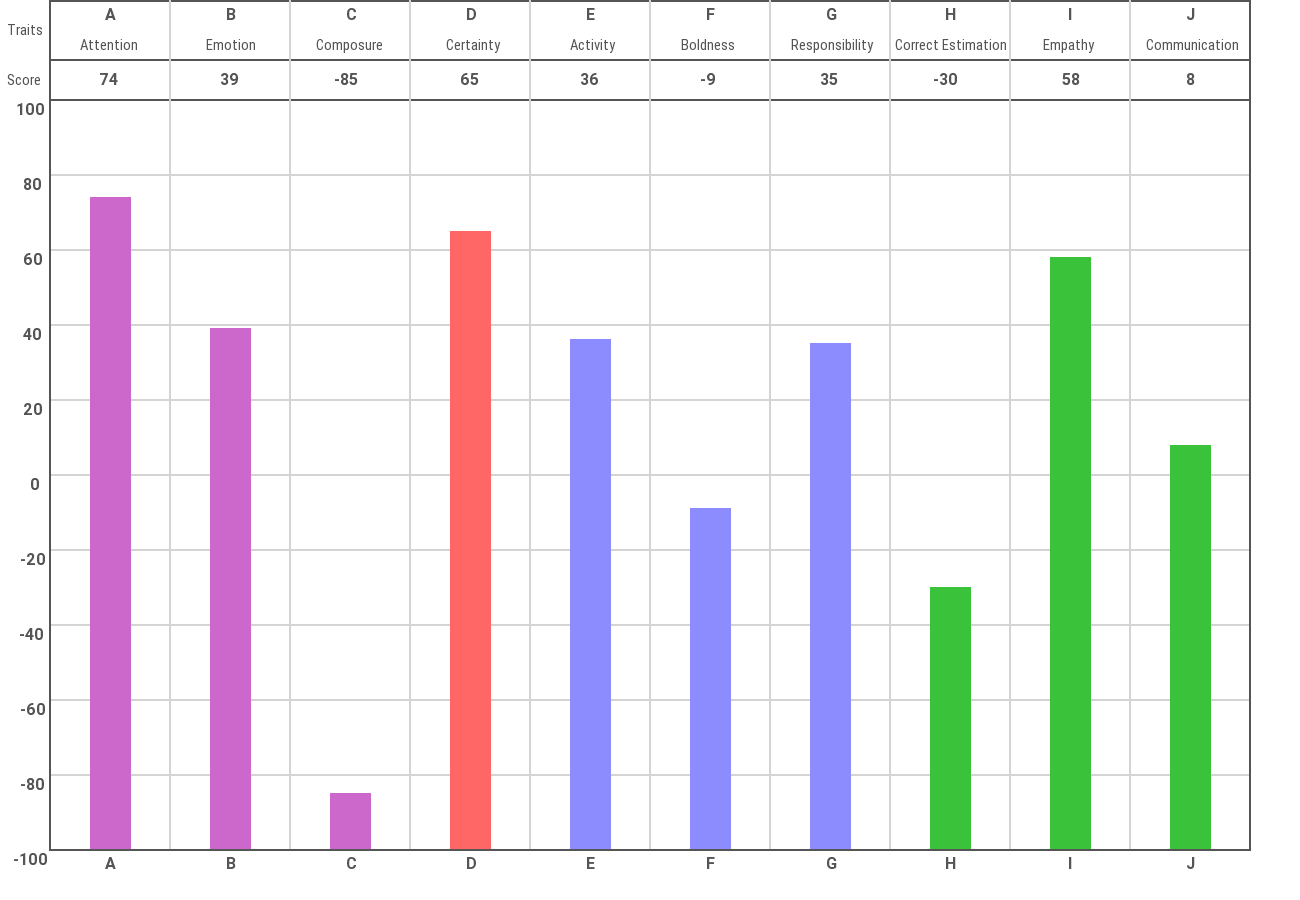 Traits A B C D E F G H I J
Attention Emotion Composure Certainty Activity Boldness Responsibility Correct Estimation Empathy Communication
Score 74 39 -85 65 36 -9 35 -30 58 8
100
80
60
40
20
0
-20
-40
-60
-80
-100
A B C D E F G H I J